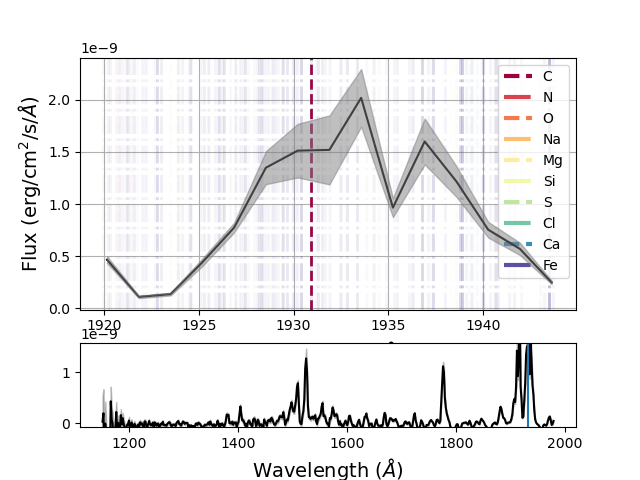 1e−9
Flux (erg/cm²/s/Å)
2.0
1.5
1.0
0.5
0.0
C
N
O
Na
Mg
Si
S
Cl
Ca
Fe
1920 1925 1930 1935 1940
1e−9
1
0
1200 1400 1600 1800 2000
Wavelength (Å)